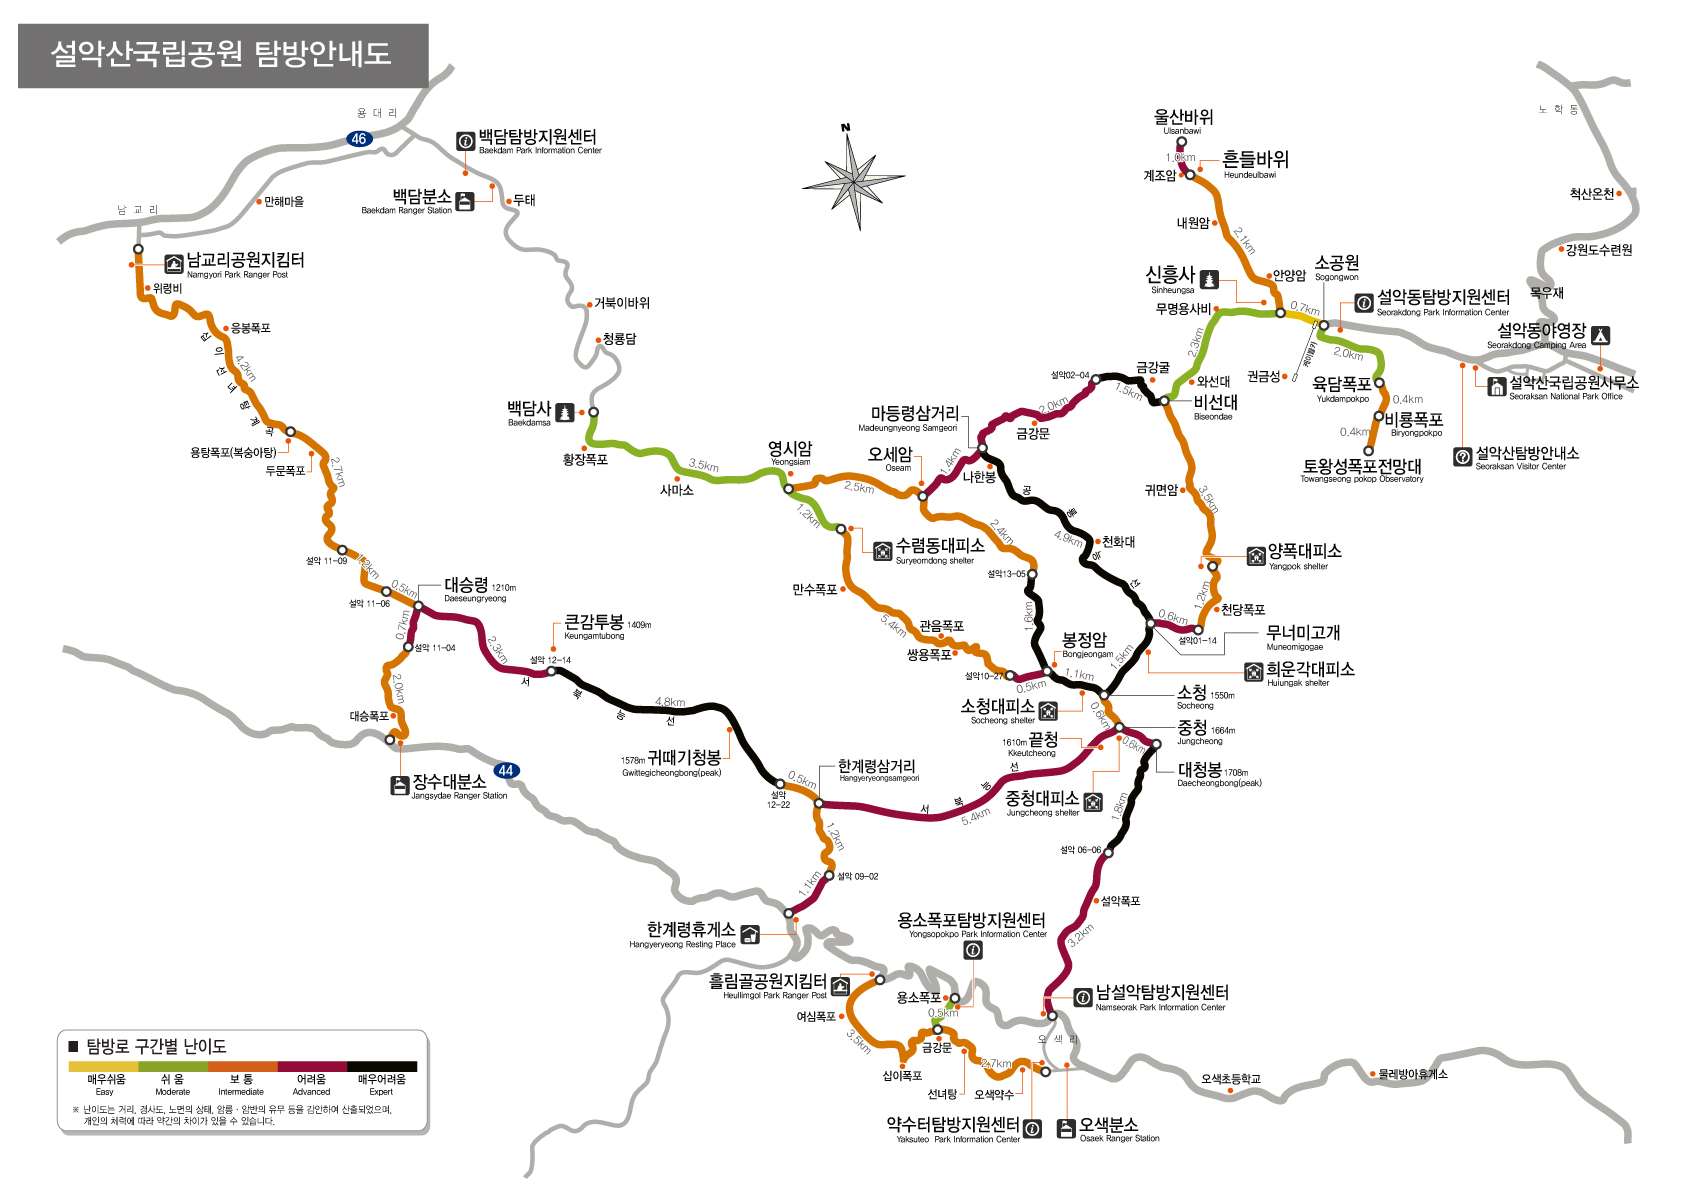 설악산국립공원 탐방안내도
용대리
46
백담탐방지원센터
Baekdam Park Information Center
백담분소
Baekdam Ranger Station
두태
만해마을
남교리
남교리공원지킴터
Namgyori Park Ranger Post
위령비
응봉폭포
십이선녀탕계곡
4.2km
용탕폭포(복숭아탕)
두문폭포
2.7km
설악 11-09
1.2km
설악 11-06
0.5km
대승령 1210m
Daeseungryeong
0.7km
설악 11-04
2.0km
대승폭포
장수대분소
Jangsydae Ranger Station
44
2.3km
큰감투봉 1409m
Keungamtubong
설악 12-14
서북능선
4.8km
1578m 귀때기청봉
Gwittegicheongbong(peak)
0.5km
설악
12-22
한계령삼거리
Hangyeryeongsamgeori
1.2km
설악 09-02
1.1km
한계령휴게소
Hangyeryeong Resting Place
거북이바위
청룡담
백담사
Baekdamsa
황장폭포
3.5km
사마소
영시암
Yeongsiam
2.5km
1.2km
오세암
Oseam
수렴동대피소
Suryeomdong shelter
만수폭포
5.4km
관음폭포
쌍용폭포
설악10-27
0.5km
2.4km
설악13-05
1.6km
봉정암
Bongjeongam
1.1km
소청대피소
Socheong shelter
1.4km
마등령삼거리
Madeungnyeong Samgeori
나한봉
공룡능선
4.9km
천화대
금강문
2.0km
설악02-04
1.5km
금강굴
비선대
Biseondae
와선대
2.3km
무명용사비
신흥사
Sinheungsa
안양암
2.1km
내원암
계조암
흔들바위
Heundeulbawi
1.0km
울산바위
Ulsanbawi
N
0.7km
소공원
Sogongwon
케이블카
권금성
설악동탐방지원센터
Seorakdong Park Information Center
2.0km
육담폭포
Yukdampokpo
0.4km
비룡폭포
Biryongpokpo
0.4km
토왕성폭포전망대
Towangseong pokop Observatory
노학동
척산온천
강원도수련원
목우재
설악동야영장
Seorakdong Camping Area
설악산국립공원사무소
Seoraksan National Park Office
설악산탐방안내소
Seoraksan Visitor Center
귀면암
3.5km
양폭대피소
Yangpok shelter
1.2km
천당폭포
0.6km
설악01-14
무너미고개
Muneomigogae
1.5km
희운각대피소
Huiungak shelter
소청 1550m
Socheong
0.6km
중청 1664m
Jungcheong
1610m 끝청
Kkeutcheong
0.6km
대청봉 1708m
Daecheongbong(peak)
중청대피소
Jungcheong shelter
서북능선
5.4km
1.8km
설악 06-06
설악폭포
3.2km
남설악탐방지원센터
Namseorak Park Information Center
오색리
용소폭포탐방지원센터
Yongsopokpo Park Information Center
용소폭포
0.5km
흘림골공원지킴터
Heullimgol Park Ranger Post
여심폭포
3.5km
십이폭포
금강문
2.7km
선녀탕
오색약수
약수터탐방지원센터
Yaksuteo Park Information Center
오색분소
Osaek Ranger Station
오색초등학교
물레방아휴게소
탐방로 구간별 난이도
매우쉬움 쉬 움 보 통 어려움 매우어려움
Easy Moderate Intermediate Advanced Expert
※ 난이도는 거리, 경사도, 노면의 상태, 암릉 · 암반의 유무 등을 감안하여 산출되었으며,
개인의 체력에 따라 약간의 차이가 있을 수 있습니다.